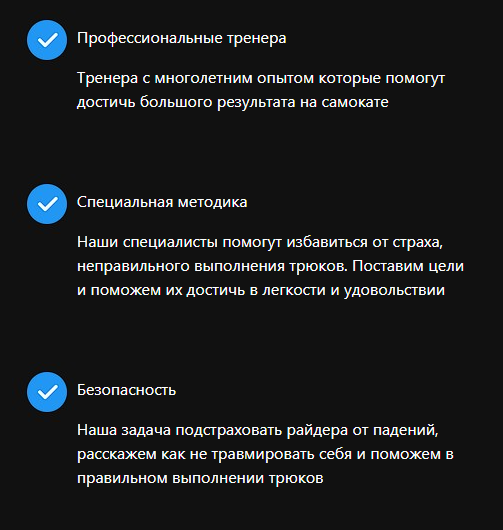 Профессиональные тренера
Тренера с многолетним опытом которые помогут
достичь большого результата на самокате
Специальная методика
Наши специалисты помогут избавиться от страха,
неправильного выполнения трюков. Поставим цели
и поможем их достичь в легкости и удовольствии
Безопасность
Наша задача подстраховать райдера от падений,
расскажем как не травмировать себя и поможем в
правильном выполнении трюков